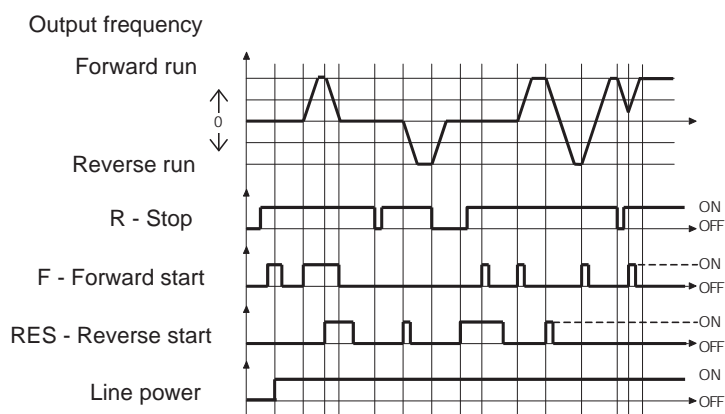 Output frequency
Forward run
0
Reverse run
R - Stop
ON
OFF
F - Forward start
ON
OFF
RES - Reverse start
ON
OFF
Line power
ON
OFF